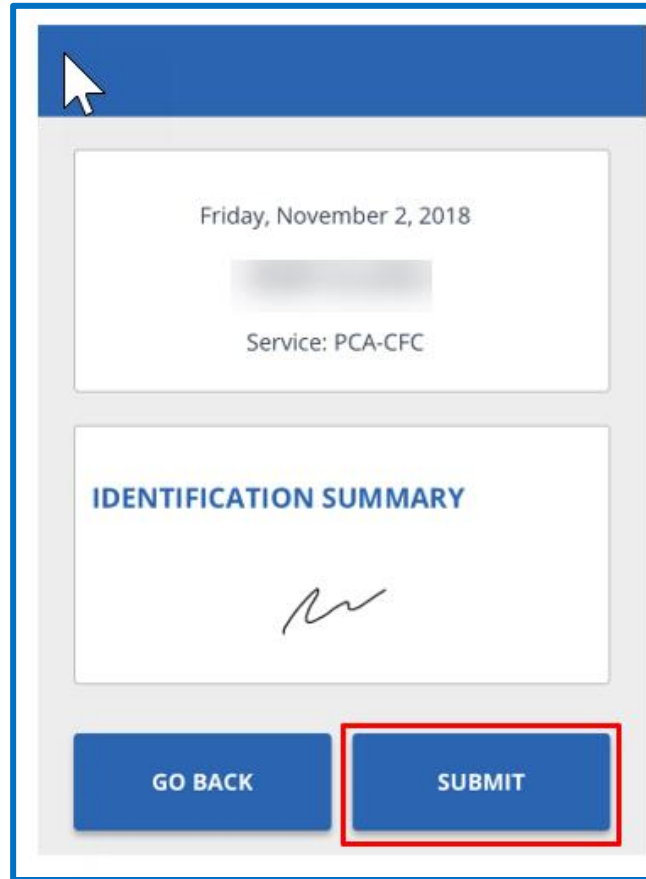 Friday, November 2, 2018
Service: PCA-CFC
IDENTIFICATION SUMMARY
GO BACK
SUBMIT